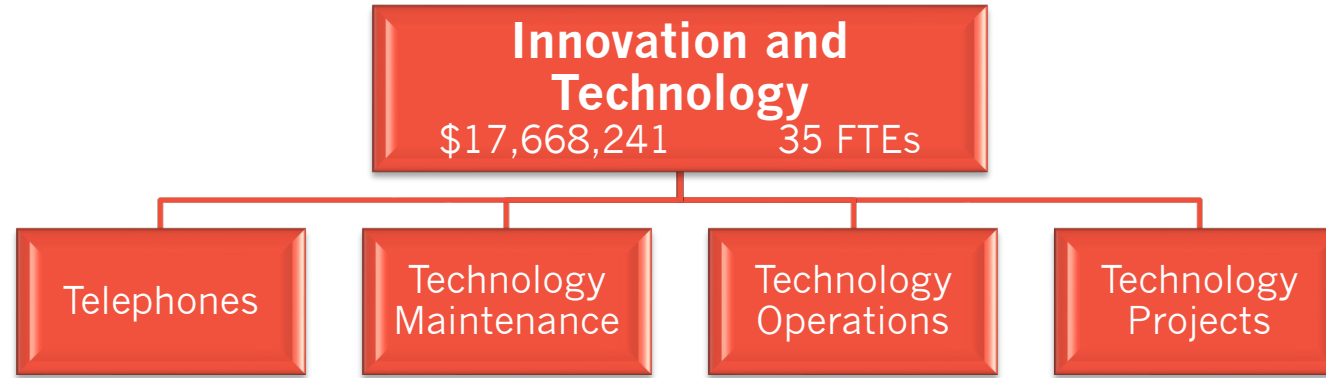 Innovation and
Technology
$17,668,241 35 FTEs
Telephones
Technology
Maintenance
Technology
Operations
Technology
Projects